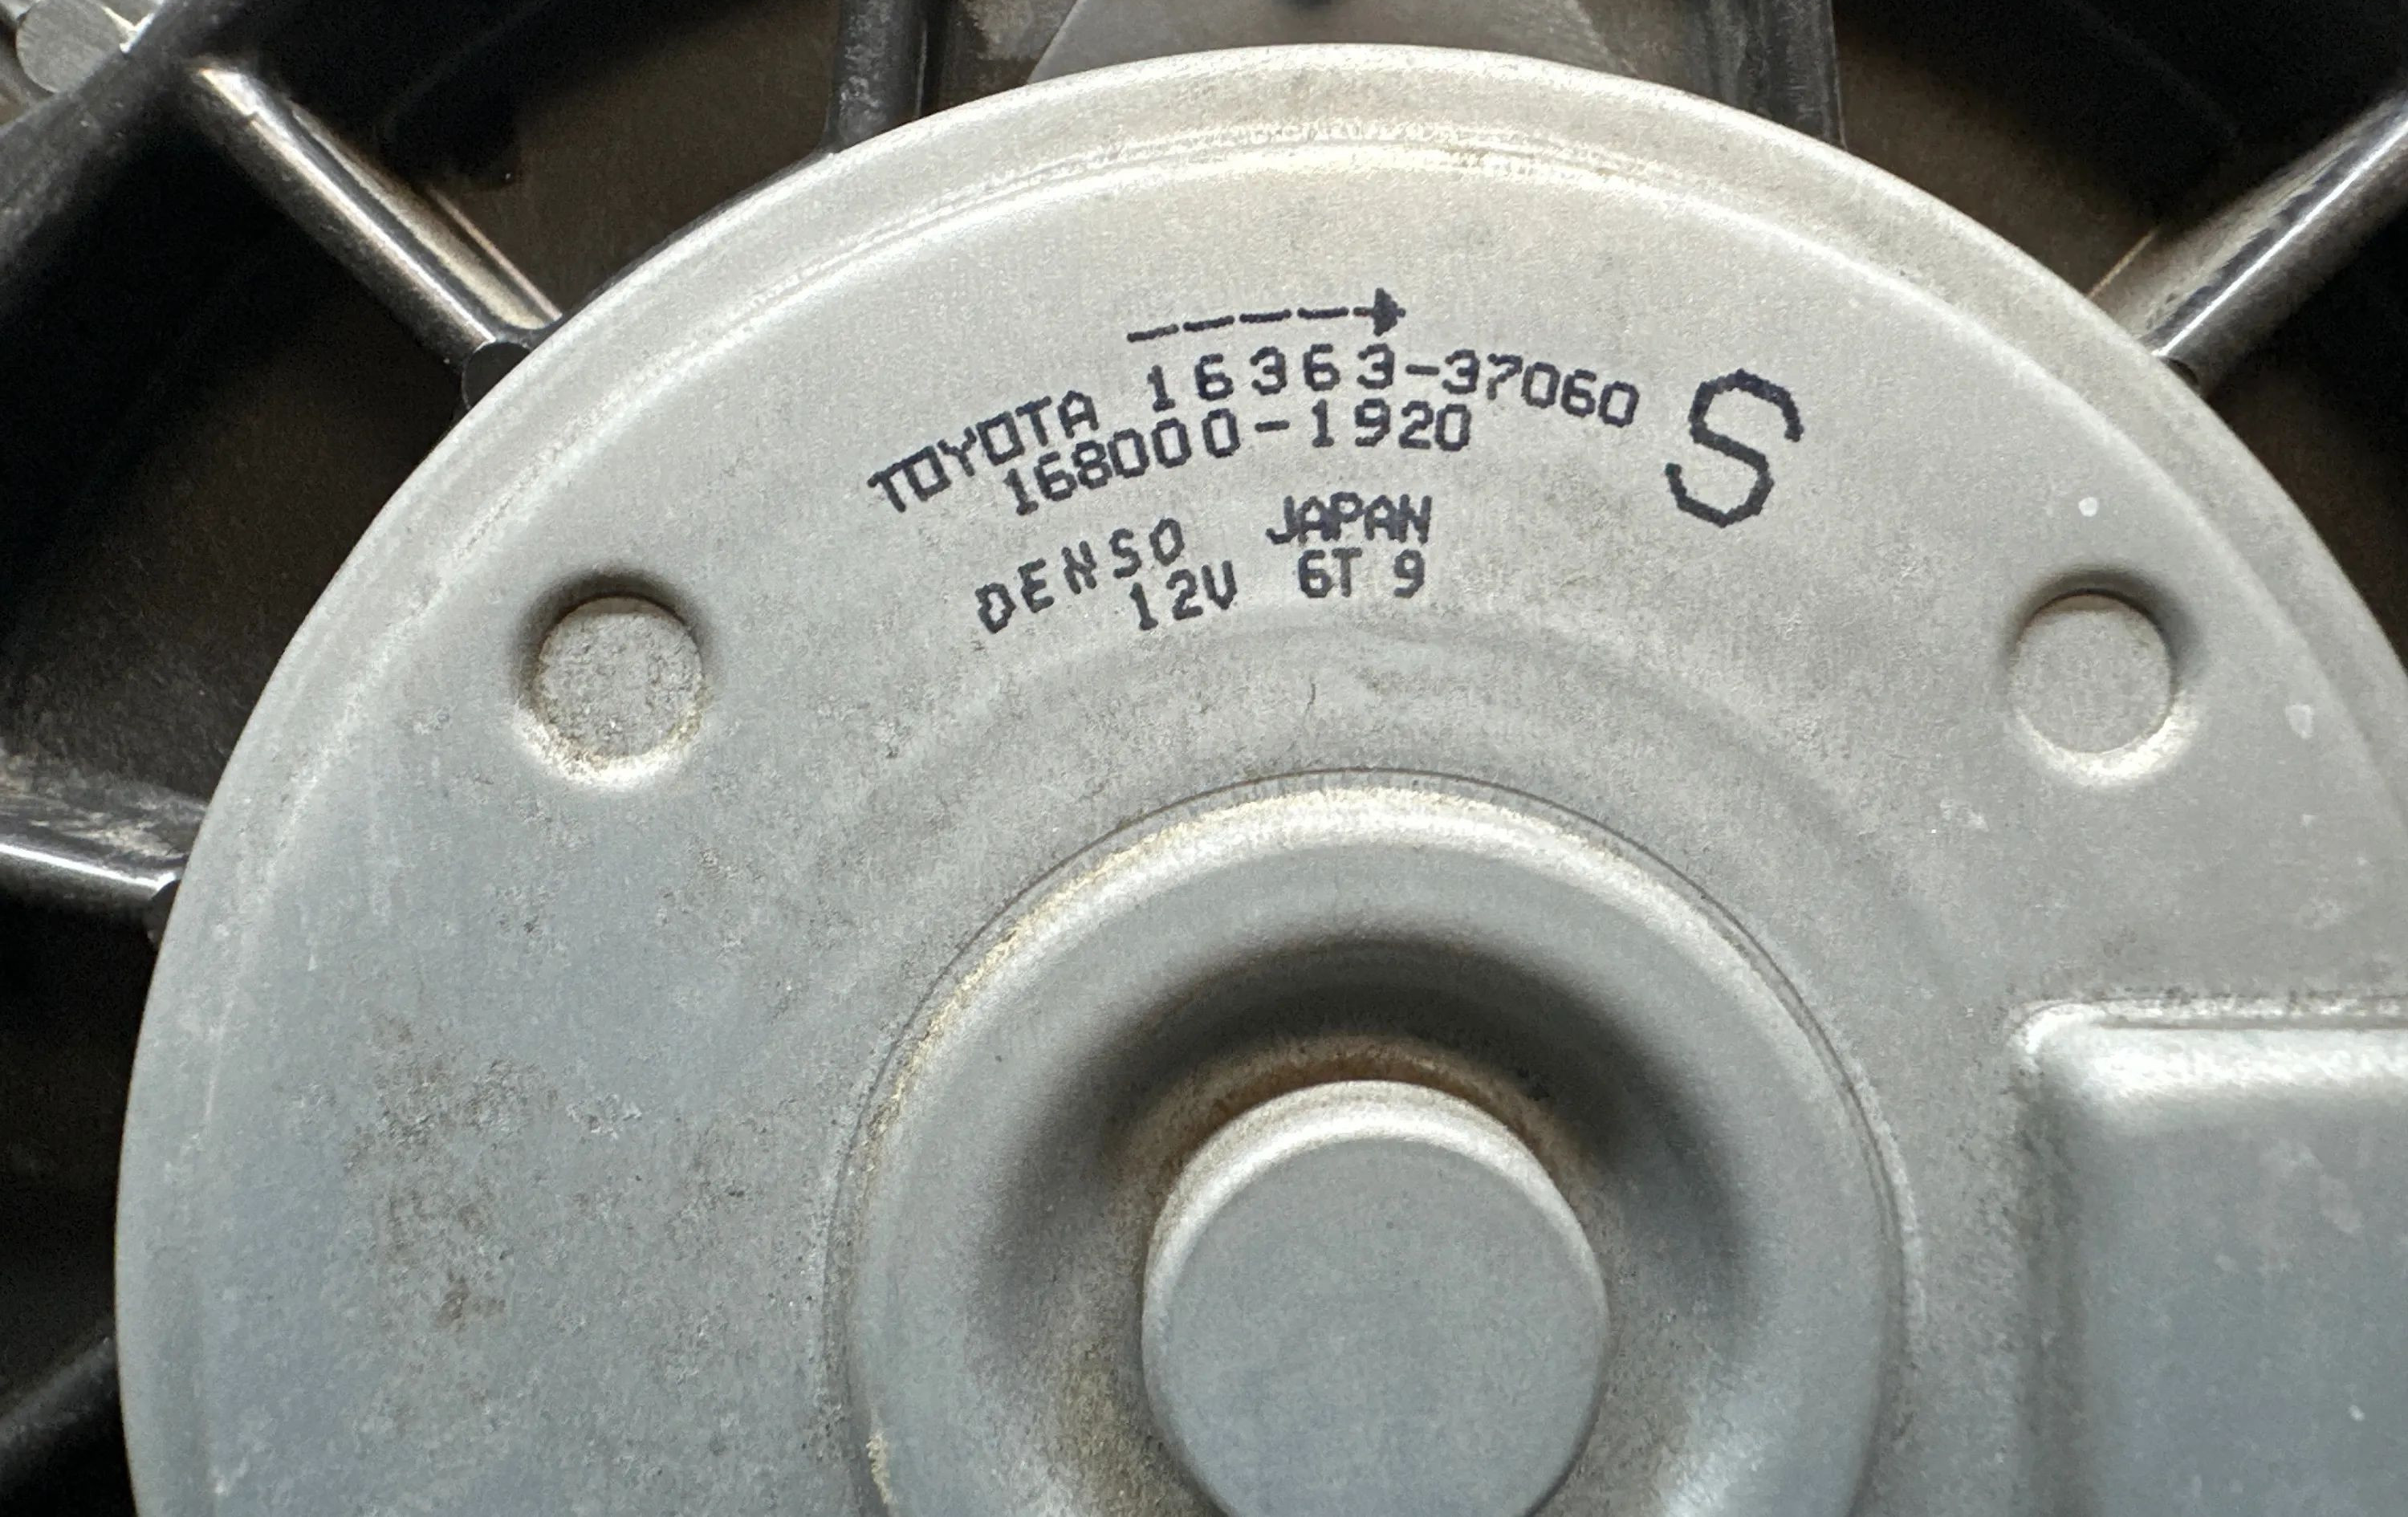 TOYOTA 16363-37060 S
168000-1920
DENSO JAPAN
12V 6T 9